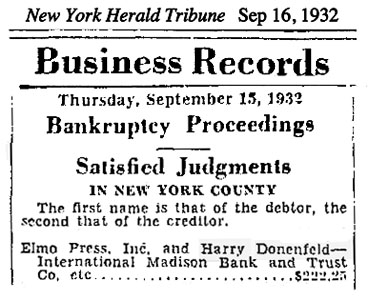 New York Herald Tribune Sep 16, 1932
Business Records
Thursday, September 15, 1932
Bankruptcy Proceedings
Satisfied Judgments
IN NEW YORK COUNTY
The first name is that of the debtor, the
second that of the creditor.
Elmo Press, Inc, and Harry Donenfeld—
International Madison Bank and Trust
Co, etc........................$222.25